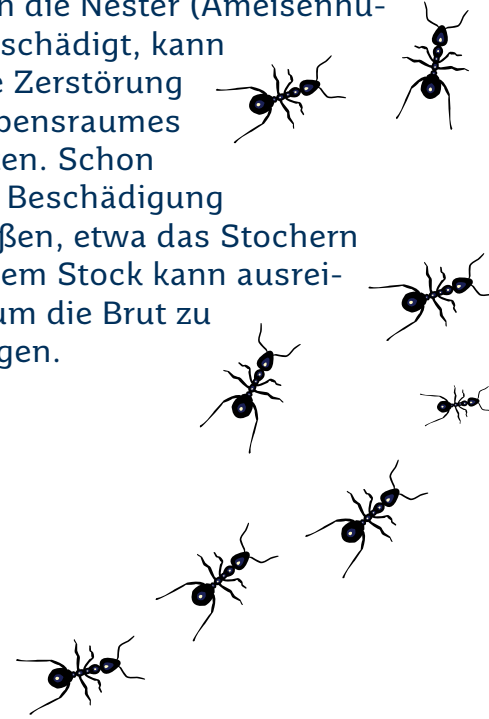 n die Nester (Ameisenhü-
schädigt, kann
e Zerstörung
bensraumes
en. Schon
Beschädigung
ßen, etwa das Stochern
em Stock kann ausrei-
um die Brut zu
gen.